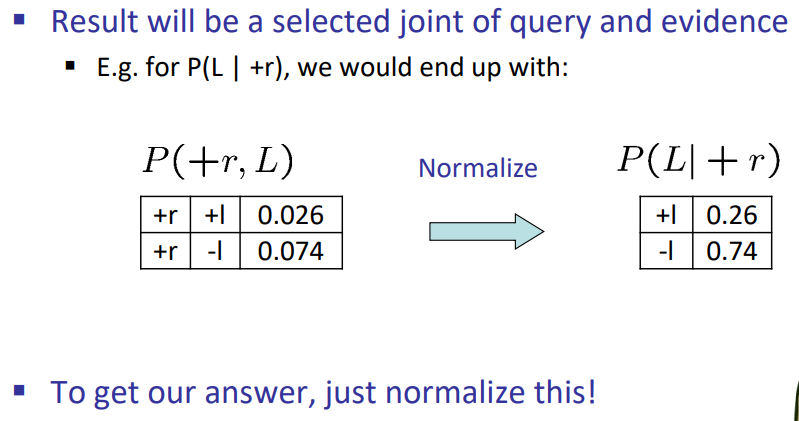 ▪ Result will be a selected joint of query and evidence
▪ E.g. for P(L | +r), we would end up with:
P(+r, L) Normalize P(L| + r)
+r +l 0.026 +l 0.26
+r -l 0.074 -l 0.74
▪ To get our answer, just normalize this!